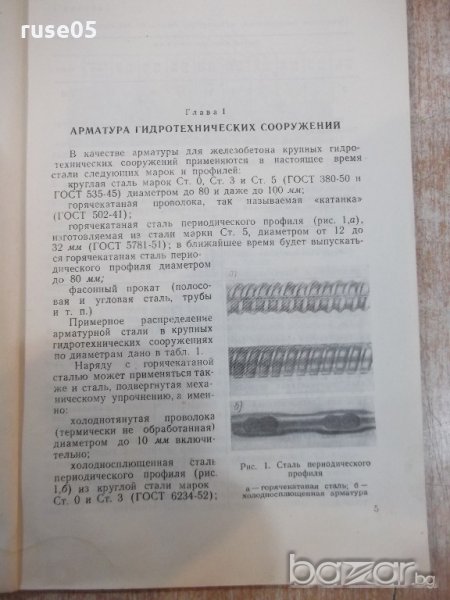 ruse05
Глава I
АРМАТУРА ГИДРОТЕХНИЧЕСКИХ СООРУЖЕНИЙ
В качестве арматуры для железобетона крупных гидро-
технических сооружений применяются в настоящее время
стали следующих марок и профилей:
круглая сталь марок Ст. 0, Ст. 3 и Ст. 5 (ГОСТ 380-50 и
ГОСТ 535-45) диаметром до 80 и даже до 100 мм;
горячекатаная проволока, так называемая «катанка»
(ГОСТ 502-41);
горячекатаная сталь периодического профиля (рис. 1,а),
изготовляемая из стали марки Ст. 5, диаметром от 12 до
32 мм (ГОСТ 5781-51); в ближайшее время будет выпускать-
ся горячекатаная сталь перио-
дического профиля диаметром
до 80 мм;
фасонный прокат (полосо-
вая и угловая сталь, трубы
и т. п.)
Примерное распределение
арматурной стали в крупных
гидротехнических сооружениях
по диаметрам дано в табл. 1.
Наряду с горячекатаной
сталью может применяться так-
же и сталь, подвергнутая меха-
ническому упрочнению, а имен-
но:
холоднотянутая проволока
(термически не обработанная)
диаметром до 10 мм включи-
тельно;
холодносплющенная сталь
периодического профиля (рис.
1,б) из круглой стали марок
Ст. 0 и Ст. 3 (ГОСТ 6234-52);
а)
б)
Рис. 1. Сталь периодического
профиля
а — горячекатаная сталь; б —
холодносплющенная арматура
5
bazar.bg